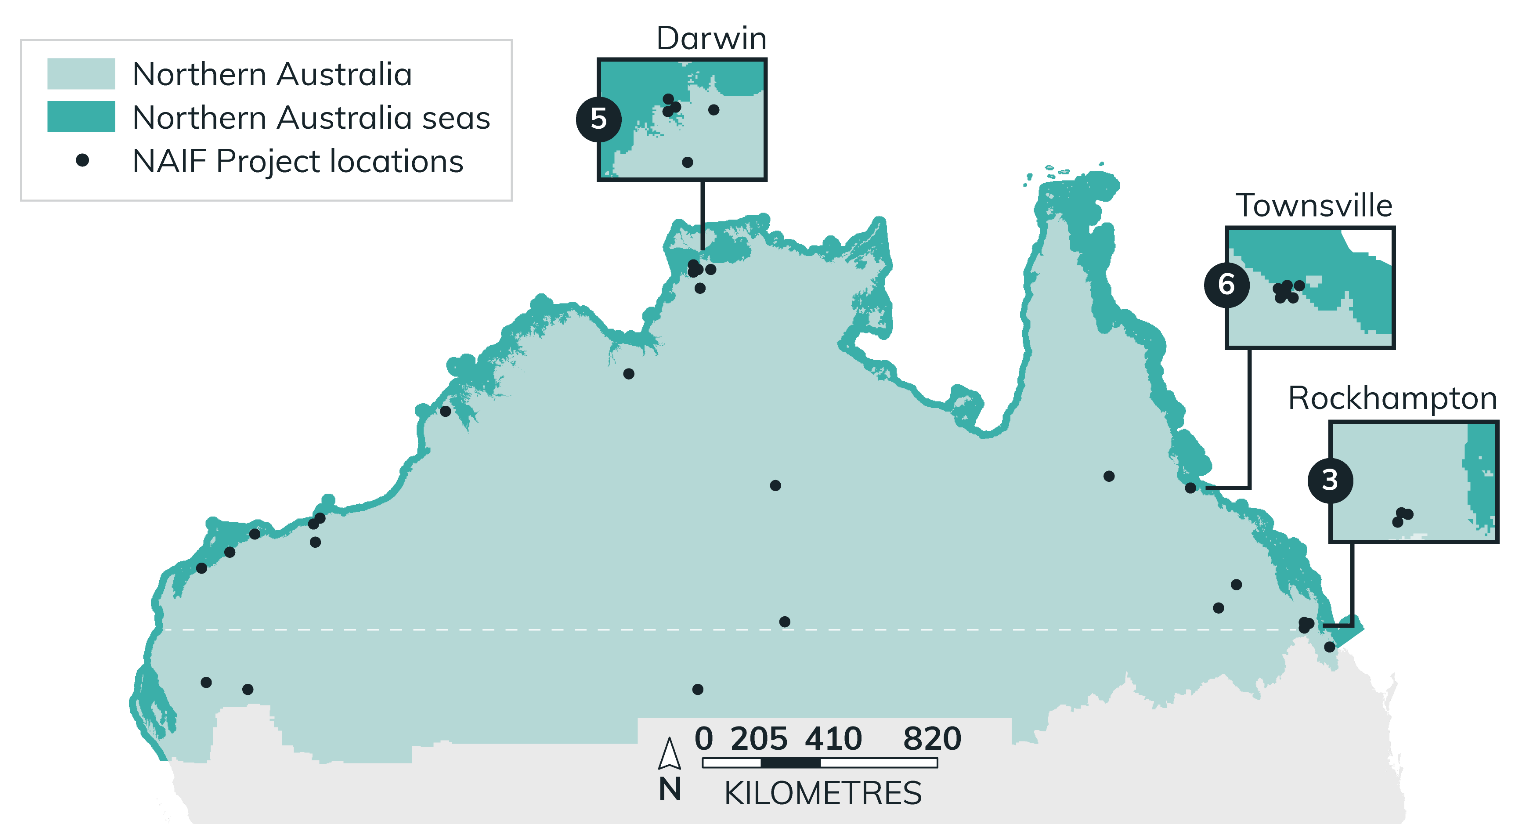 Northern Australia
Northern Australia seas
NAIF Project locations
Darwin
5
Townsville
6
Rockhampton
3
0 205 410 820
N
KILOMETRES